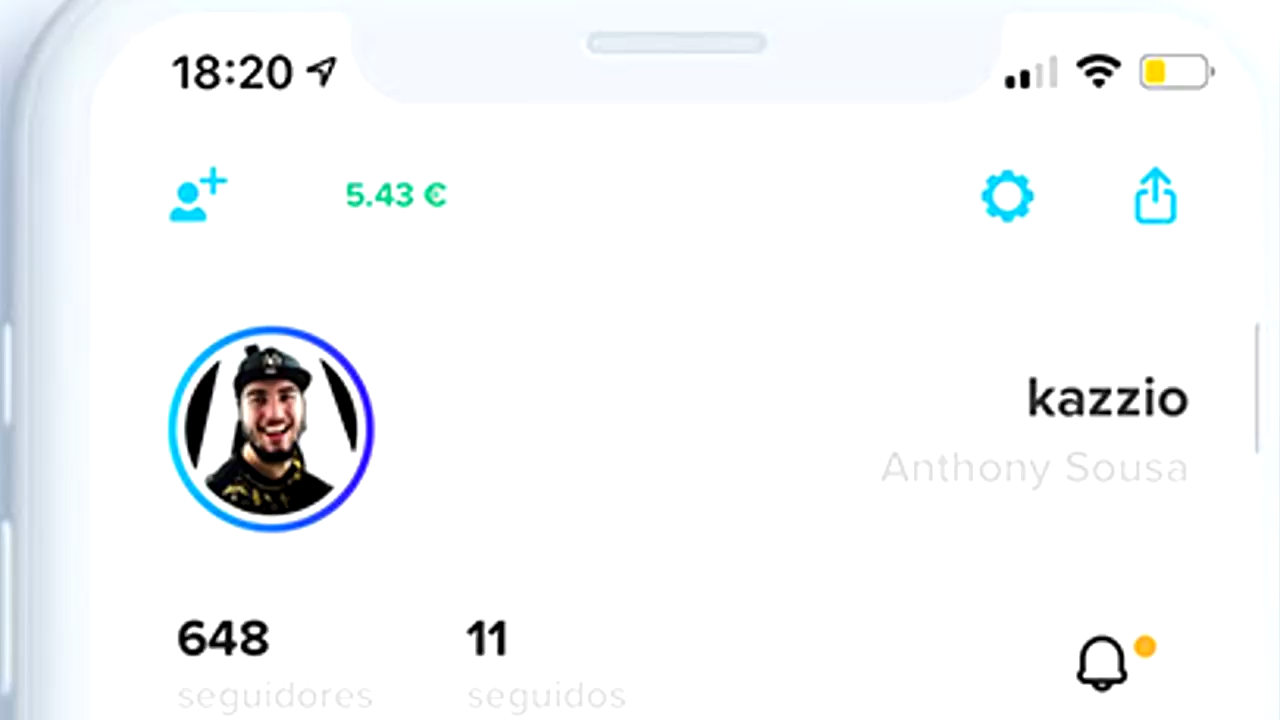 18:20
5.43 €
kazzio
Anthony Sousa
648 11
seguidores seguidos